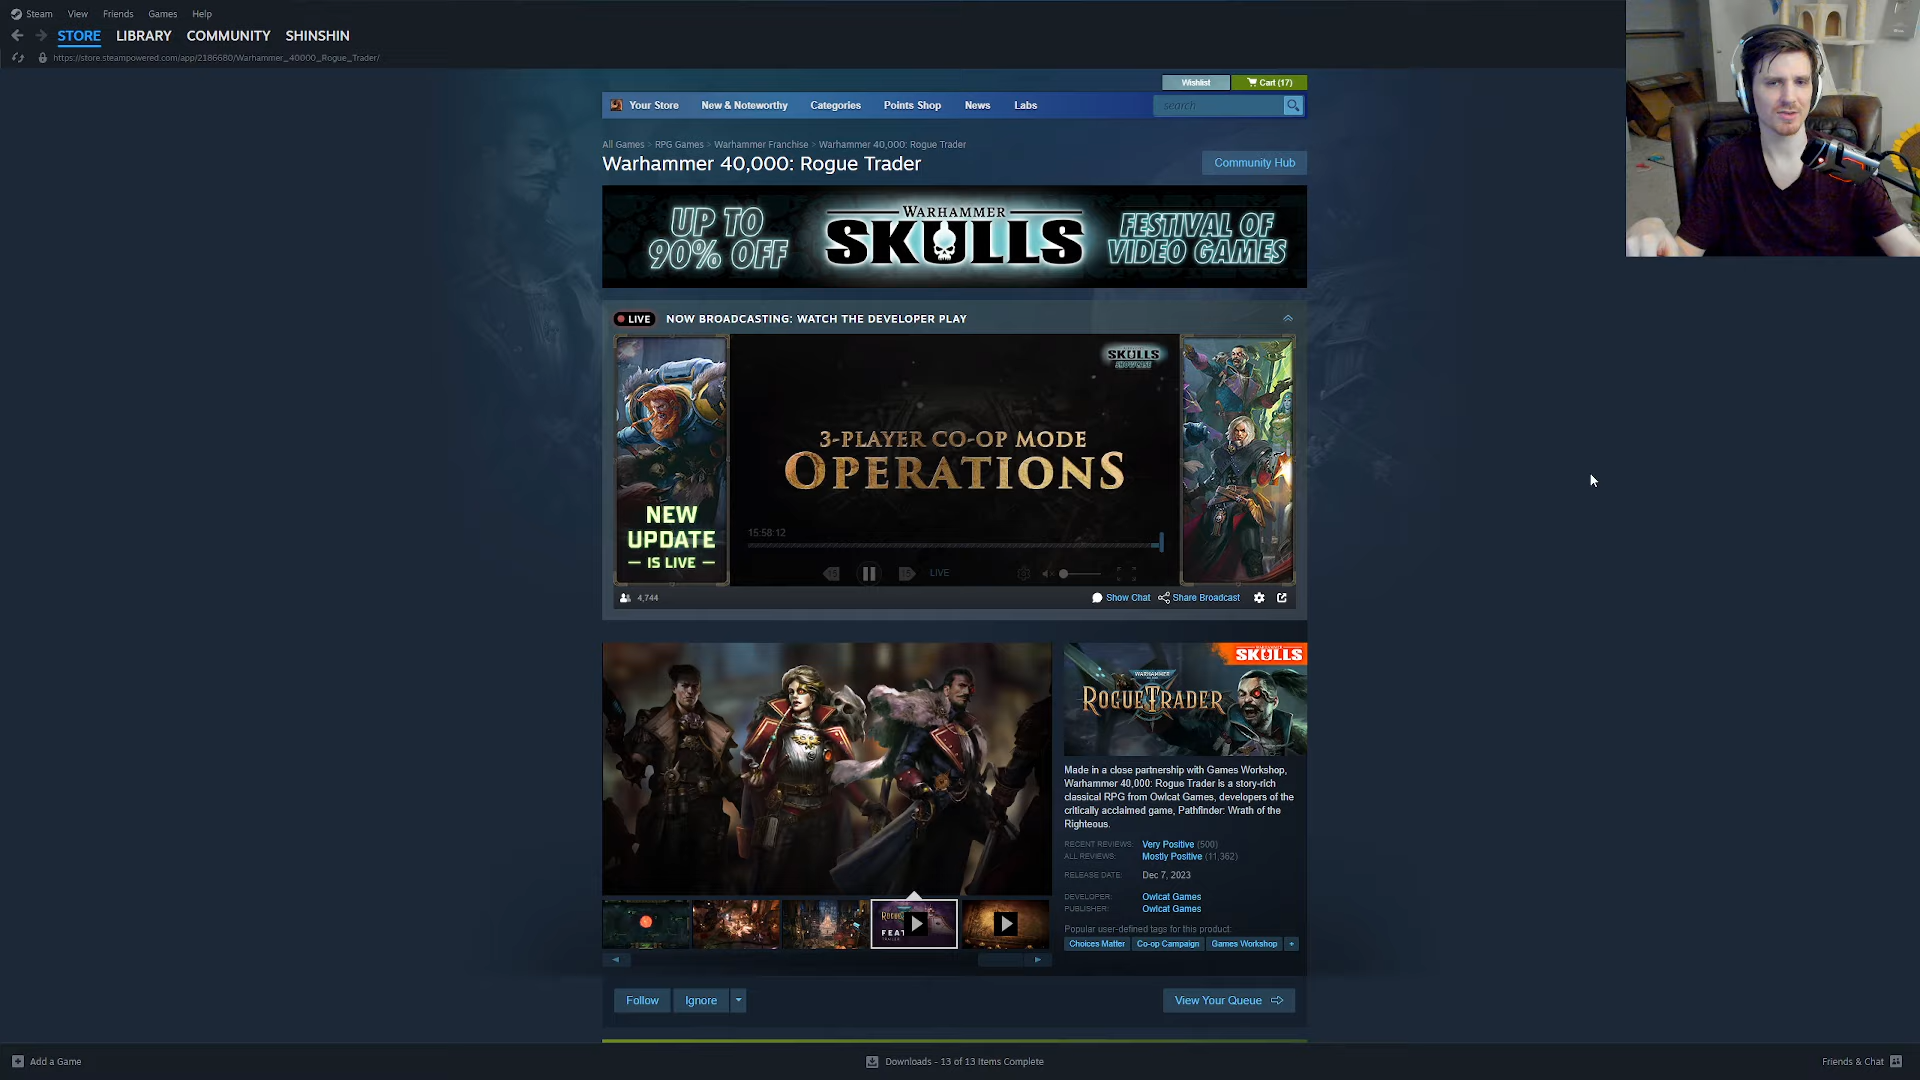 Steam View Friends Games Help
STORE LIBRARY COMMUNITY SHINSHIN
https://store.steampowered.com/app/2186680/Warhammer_40000_Rogue_Trader/
Wishlist Cart (17)
Your Store New & Noteworthy Categories Points Shop News Labs search
All Games > RPG Games > Warhammer Franchise > Warhammer 40,000: Rogue Trader
Warhammer 40,000: Rogue Trader
Community Hub
UP TO
90% OFF
WARHAMMER
SKULLS
FESTIVAL OF
VIDEO GAMES
LIVE NOW BROADCASTING: WATCH THE DEVELOPER PLAY
SKULLS
SHOWCASE
3-PLAYER CO-OP MODE
OPERATIONS
NEW
UPDATE
— IS LIVE —
15:58:12
LIVE
4,744
Show Chat Share Broadcast
SKULLS
WARHAMMER
ROGUE TRADER
Made in a close partnership with Games Workshop,
Warhammer 40,000: Rogue Trader is a story-rich
classical RPG from Owlcat Games, developers of the
critically acclaimed game, Pathfinder: Wrath of the
Righteous.
RECENT REVIEWS: Very Positive (500)
ALL REVIEWS: Mostly Positive (11,362)
RELEASE DATE: Dec 7, 2023
DEVELOPER: Owlcat Games
PUBLISHER: Owlcat Games
Popular user-defined tags for this product:
Choices Matter Co-op Campaign Games Workshop +
Follow Ignore
View Your Queue
Add a Game
Downloads - 13 of 13 Items Complete
Friends & Chat